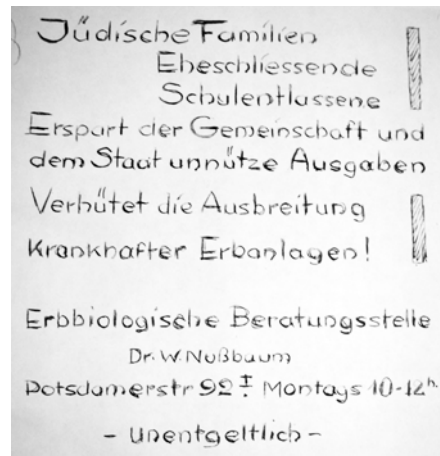 Jüdische Familien
Eheschliessende
Schulentlassene
Erspart der Gemeinschaft und
dem Staat unnütze Ausgaben
Verhütet die Ausbreitung
Krankhafter Erbanlagen!
Erbbiologische Beratungsstelle
Dr. W. Nußbaum
Potsdamerstr 92 I. Montags 10-12 h.
- Unentgeltlich -